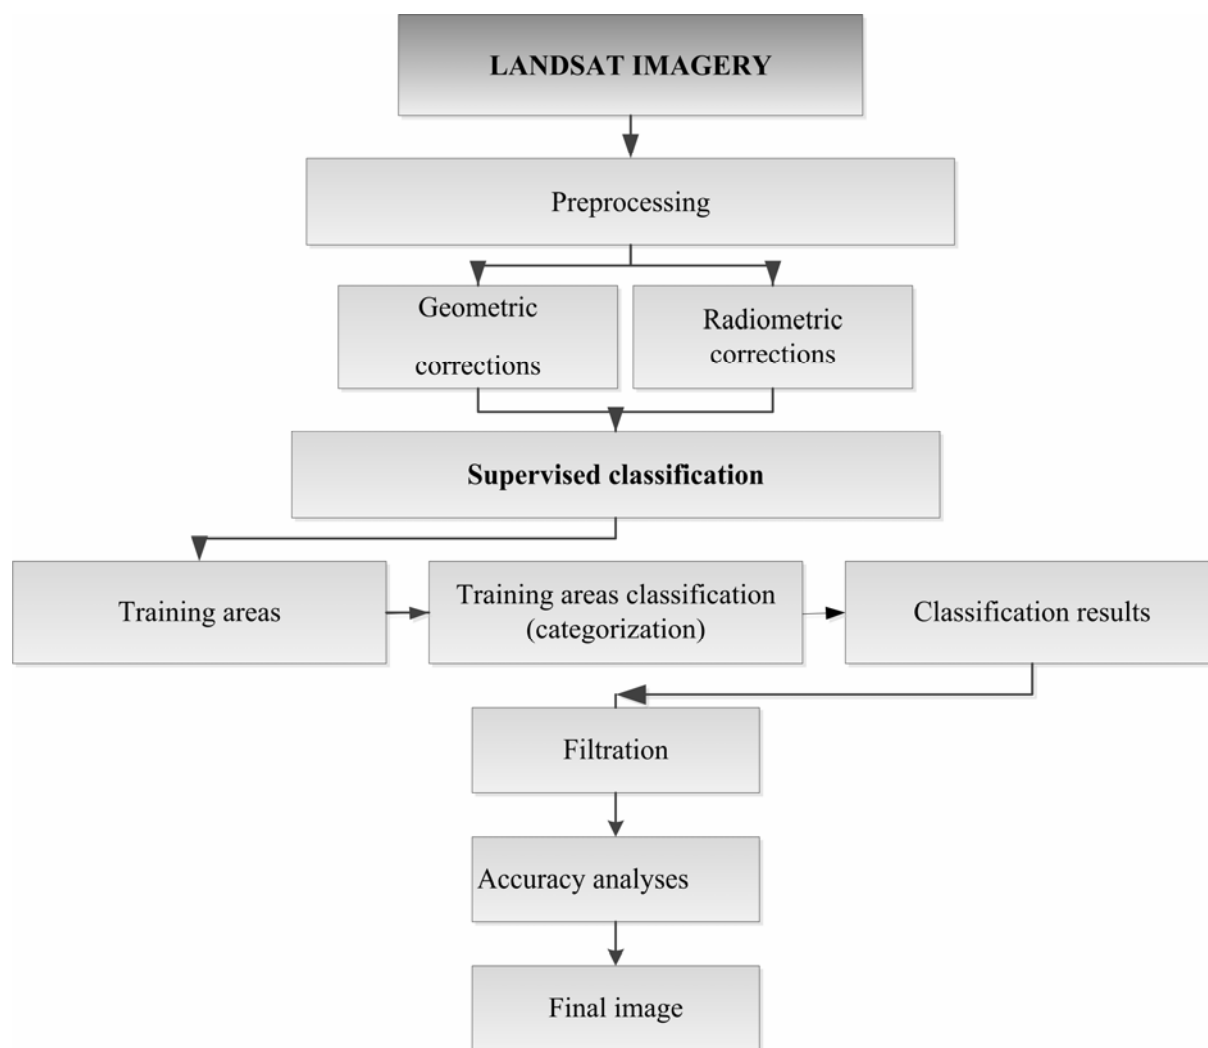 LANDSAT IMAGERY
Preprocessing
Geometric
corrections
Radiometric
corrections
Supervised classification
Training areas
Training areas classification
(categorization)
Classification results
Filtration
Accuracy analyses
Final image